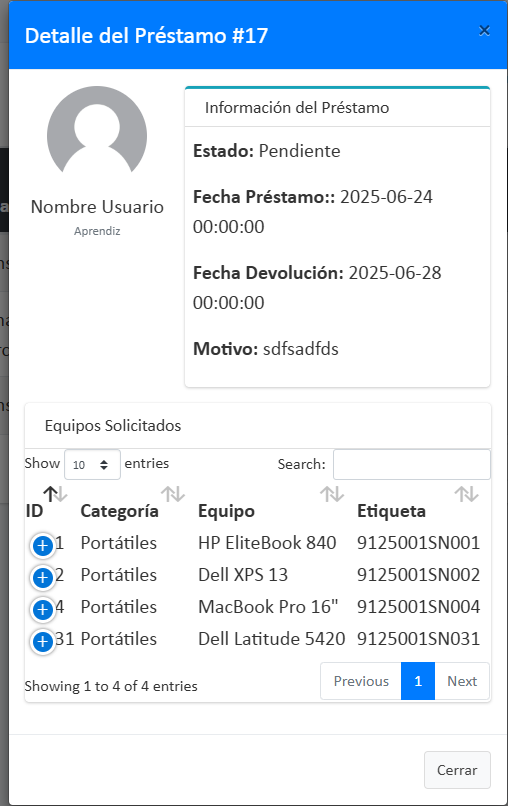 Detalle del Préstamo #17 ×
Nombre Usuario
Aprendiz
Información del Préstamo
Estado: Pendiente
Fecha Préstamo:: 2025-06-24
00:00:00
Fecha Devolución: 2025-06-28
00:00:00
Motivo: sdfsadfds
Equipos Solicitados
Show 10 entries Search:
ID Categoría Equipo Etiqueta
1 Portátiles HP EliteBook 840 9125001SN001
2 Portátiles Dell XPS 13 9125001SN002
4 Portátiles MacBook Pro 16" 9125001SN004
31 Portátiles Dell Latitude 5420 9125001SN031
Showing 1 to 4 of 4 entries Previous 1 Next
Cerrar